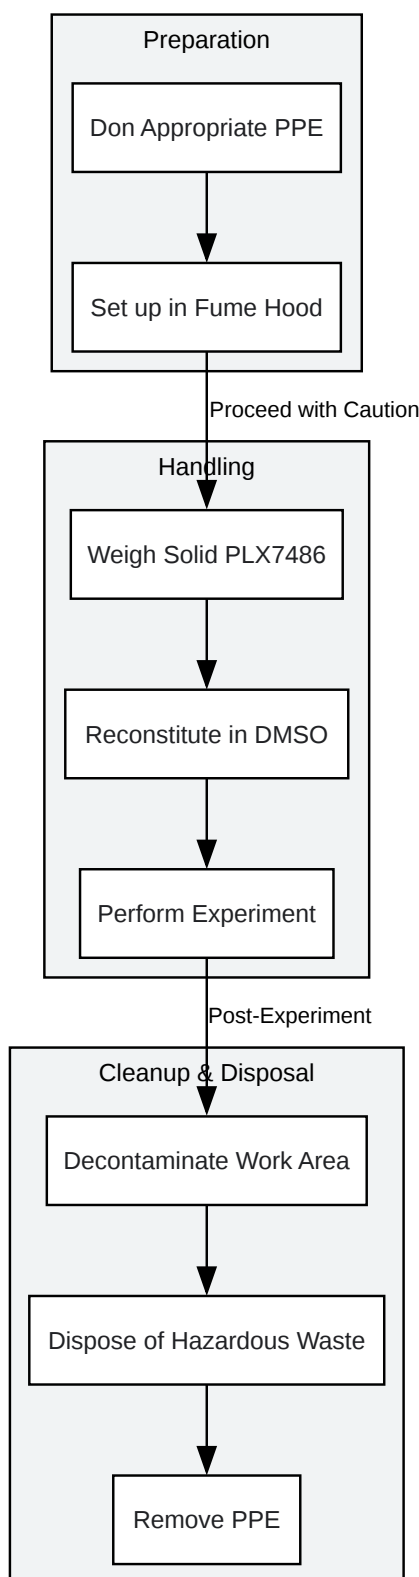 Preparation
Don Appropriate PPE
Set up in Fume Hood
Proceed with Caution
Handling
Weigh Solid PLX7486
Reconstitute in DMSO
Perform Experiment
Post-Experiment
Cleanup & Disposal
Decontaminate Work Area
Dispose of Hazardous Waste
Remove PPE